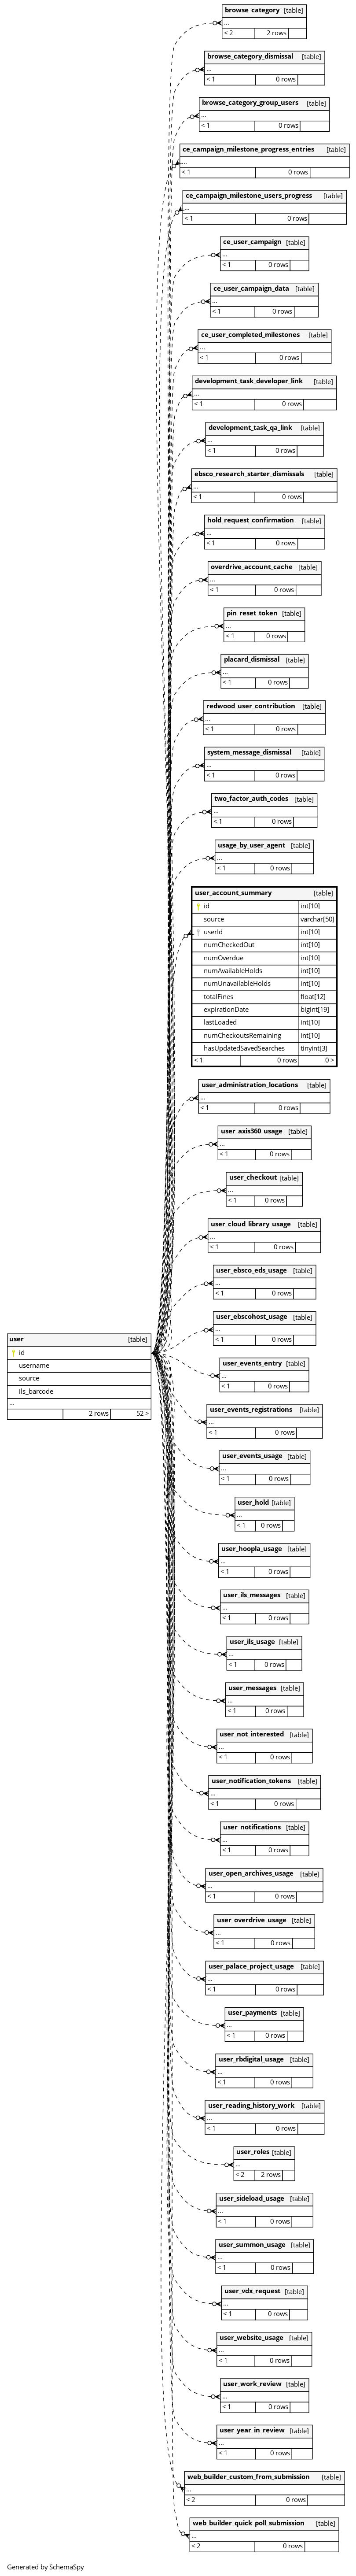 browse_category [table]
...
< 2 2 rows
browse_category_dismissal [table]
...
< 1 0 rows
browse_category_group_users [table]
...
< 1 0 rows
ce_campaign_milestone_progress_entries [table]
...
< 1 0 rows
ce_campaign_milestone_users_progress [table]
...
< 1 0 rows
ce_user_campaign [table]
...
< 1 0 rows
ce_user_campaign_data [table]
...
< 1 0 rows
ce_user_completed_milestones [table]
...
< 1 0 rows
development_task_developer_link [table]
...
< 1 0 rows
development_task_qa_link [table]
...
< 1 0 rows
ebsco_research_starter_dismissals [table]
...
< 1 0 rows
hold_request_confirmation [table]
...
< 1 0 rows
overdrive_account_cache [table]
...
< 1 0 rows
pin_reset_token [table]
...
< 1 0 rows
placard_dismissal [table]
...
< 1 0 rows
redwood_user_contribution [table]
...
< 1 0 rows
system_message_dismissal [table]
...
< 1 0 rows
two_factor_auth_codes [table]
...
< 1 0 rows
usage_by_user_agent [table]
...
< 1 0 rows
user_account_summary [table]
id int[10]
source varchar[50]
userId int[10]
numCheckedOut int[10]
numOverdue int[10]
numAvailableHolds int[10]
numUnavailableHolds int[10]
totalFines float[12]
expirationDate bigint[19]
lastLoaded int[10]
numCheckoutsRemaining int[10]
hasUpdatedSavedSearches tinyint[3]
< 1 0 rows 0 >
user_administration_locations [table]
...
< 1 0 rows
user_axis360_usage [table]
...
< 1 0 rows
user_checkout [table]
...
< 1 0 rows
user_cloud_library_usage [table]
...
< 1 0 rows
user_ebsco_eds_usage [table]
...
< 1 0 rows
user_ebscohost_usage [table]
...
< 1 0 rows
user [table]
id
username
source
ils_barcode
...
2 rows 52 >
user_events_entry [table]
...
< 1 0 rows
user_events_registrations [table]
...
< 1 0 rows
user_events_usage [table]
...
< 1 0 rows
user_hold [table]
...
< 1 0 rows
user_hoopla_usage [table]
...
< 1 0 rows
user_ils_messages [table]
...
< 1 0 rows
user_ils_usage [table]
...
< 1 0 rows
user_messages [table]
...
< 1 0 rows
user_not_interested [table]
...
< 1 0 rows
user_notification_tokens [table]
...
< 1 0 rows
user_notifications [table]
...
< 1 0 rows
user_open_archives_usage [table]
...
< 1 0 rows
user_overdrive_usage [table]
...
< 1 0 rows
user_palace_project_usage [table]
...
< 1 0 rows
user_payments [table]
...
< 1 0 rows
user_rbdigital_usage [table]
...
< 1 0 rows
user_reading_history_work [table]
...
< 1 0 rows
user_roles [table]
...
< 2 2 rows
user_sideload_usage [table]
...
< 1 0 rows
user_summon_usage [table]
...
< 1 0 rows
user_vdx_request [table]
...
< 1 0 rows
user_website_usage [table]
...
< 1 0 rows
user_work_review [table]
...
< 1 0 rows
user_year_in_review [table]
...
< 1 0 rows
web_builder_custom_from_submission [table]
...
< 2 0 rows
web_builder_quick_poll_submission [table]
...
< 2 0 rows
Generated by SchemaSpy